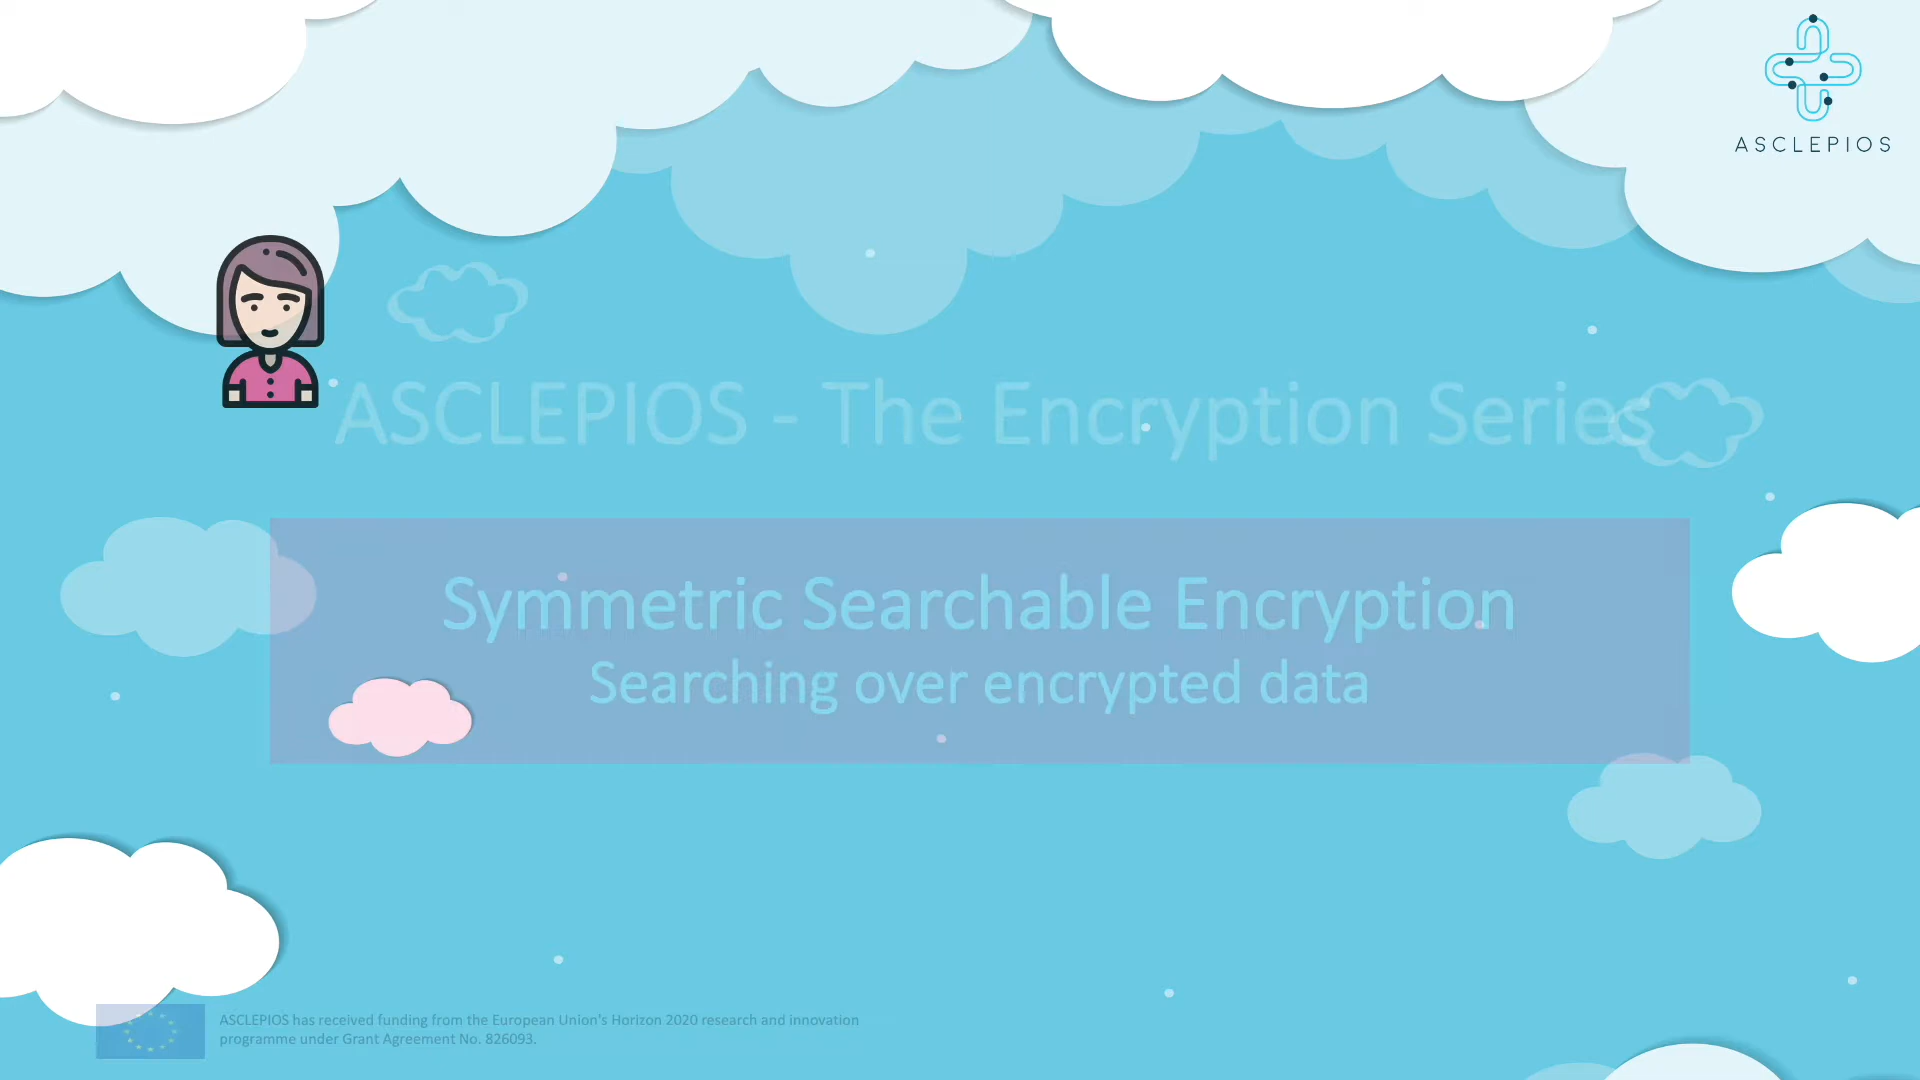 ASCLEPIOS
ASCLEPIOS - The Encryption Series
Symmetric Searchable Encryption
Searching over encrypted data
ASCLEPIOS has received funding from the European Union's Horizon 2020 research and innovation
programme under Grant Agreement No. 826093.